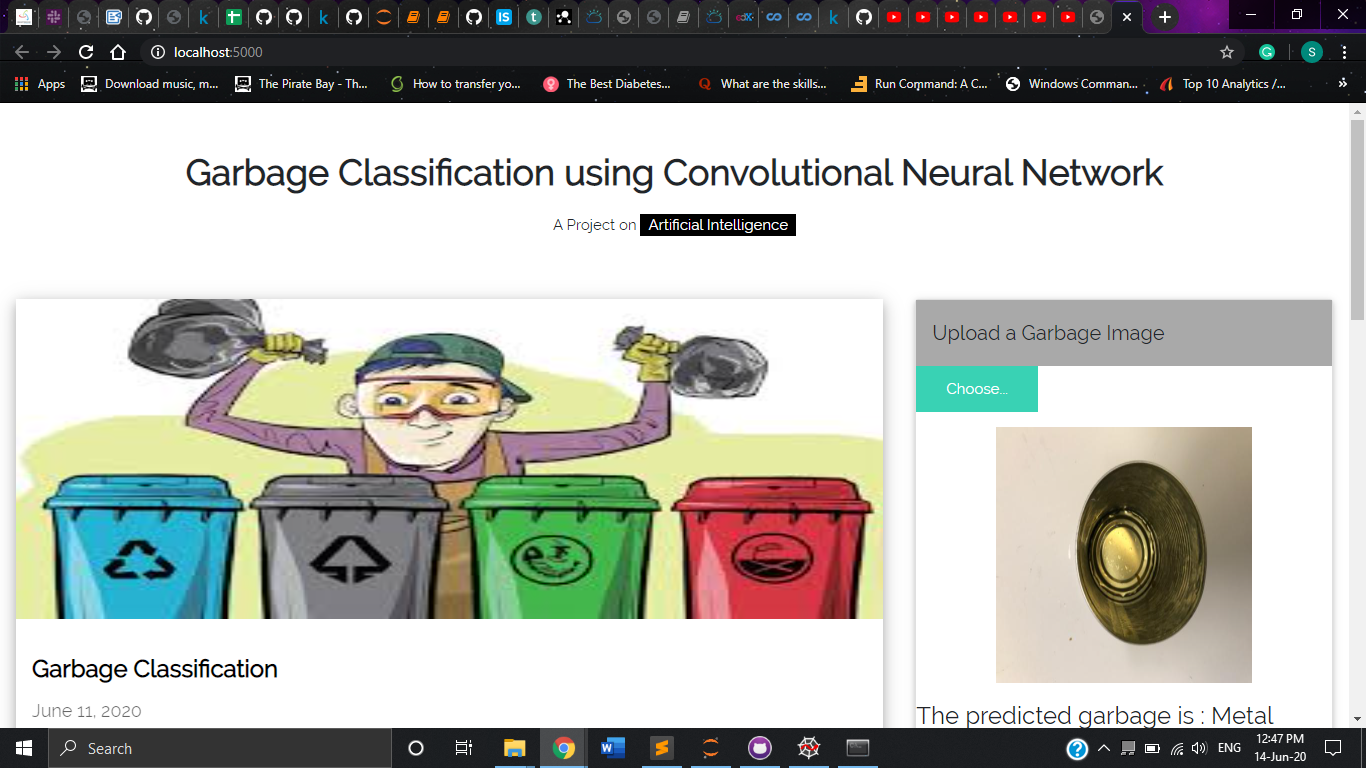 localhost:5000
S
Apps
Download music, m...
The Pirate Bay - Th...
How to transfer yo...
The Best Diabetes...
What are the skills...
Run Command: A C...
Windows Comman...
Top 10 Analytics /...
»
Garbage Classification using Convolutional Neural Network
A Project on Artificial Intelligence
Upload a Garbage Image
Choose...
Garbage Classification
June 11, 2020
The predicted garbage is : Metal
Search
ENG
12:47 PM
14-Jun-20